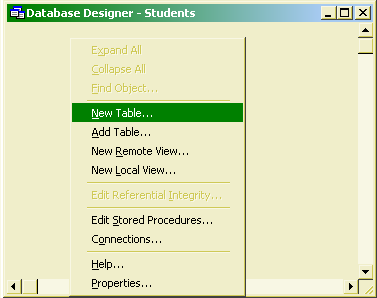 Database Designer - Students
Expand All
Collapse All
Find Object...
New Table...
Add Table...
New Remote View...
New Local View...
Edit Referential Integrity...
Edit Stored Procedures...
Connections...
Help...
Properties...